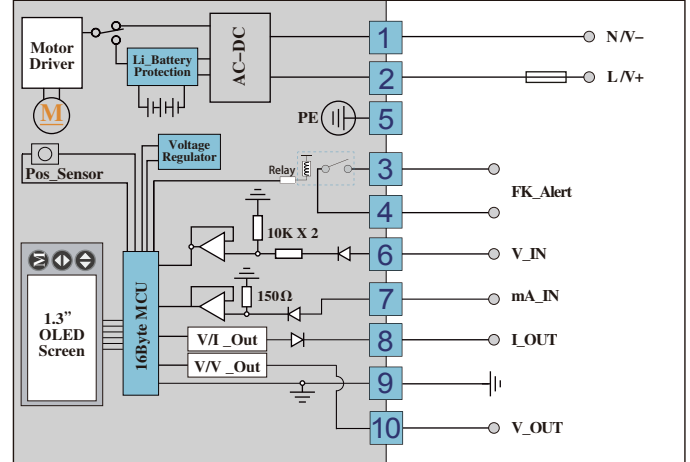 Motor
Driver
M
Li_Battery
Protection
AC-DC
1
N/V-
2
L/V+
PE
5
Voltage
Regulator
Pos_Sensor
Relay
3
4
FK_Alert
10K X 2
6
V_IN
150Ω
7
mA_IN
M
1.3”
OLED
Screen
16Byte MCU
V/I _Out
8
I_OUT
V/V _Out
9
10
V_OUT